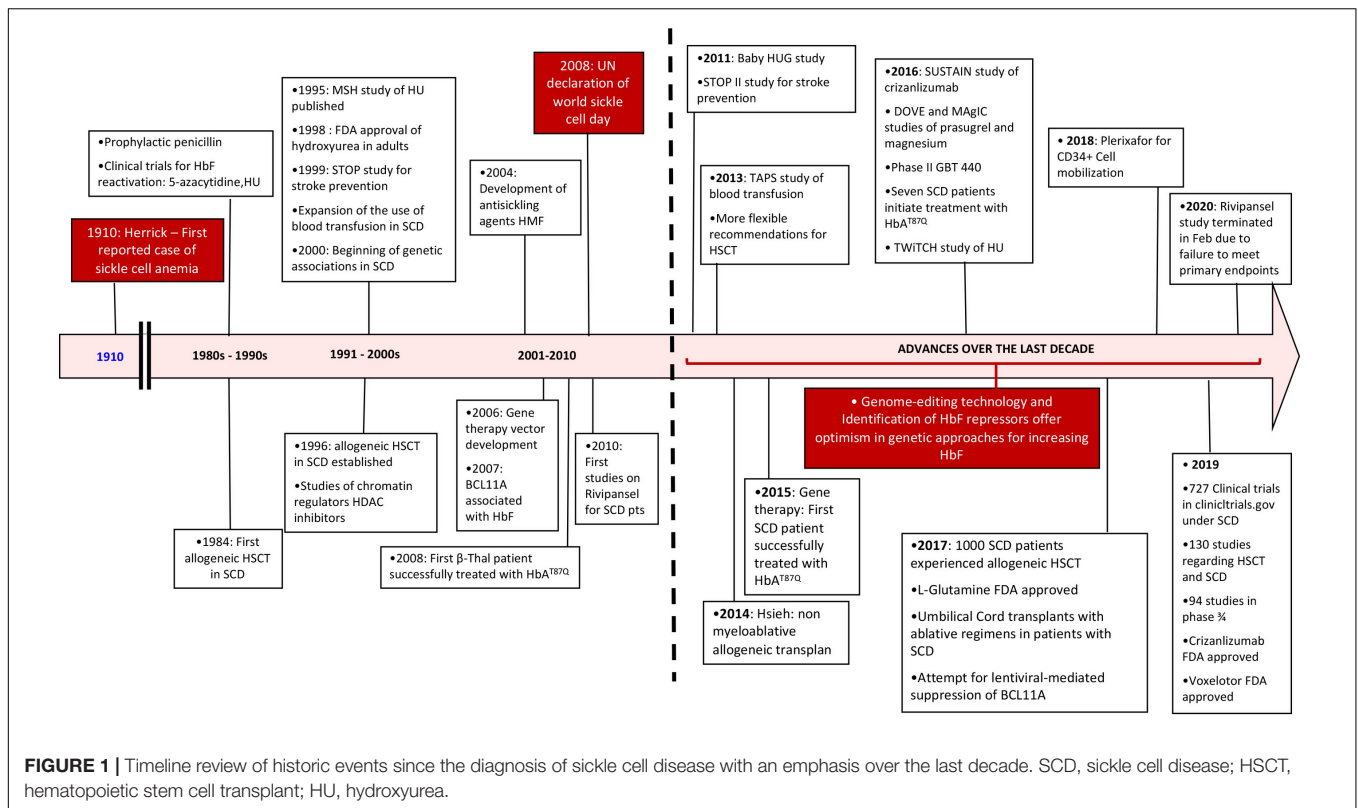 1910: Herrick – First
reported case of
sickle cell anemia
•Prophylactic penicillin
•Clinical trials for HbF
reactivation: 5-azacytidine,HU
•1995: MSH study of HU
published
•1998 : FDA approval of
hydroxyurea in adults
•1999: STOP study for
stroke prevention
•Expansion of the use of
blood transfusion in SCD
•2000: Beginning of genetic
associations in SCD
•2004:
Development of
antisickling
agents HMF
2008: UN
declaration of
world sickle
cell day
•2011: Baby HUG study
•STOP II study for stroke
prevention
•2013: TAPS study of
blood transfusion
•More flexible
recommendations for
HSCT
•2016: SUSTAIN study of
crizanlizumab
• DOVE and MAgIC
studies of prasugrel and
magnesium
•Phase II GBT 440
•Seven SCD patients
initiate treatment with
HbAT87Q
• TWiTCH study of HU
• 2018: Plerixafor for
CD34+ Cell
mobilization
•2020: Rivipansel
study terminated
in Feb due to
failure to meet
primary endpoints
1910
1980s - 1990s
1991 - 2000s
2001-2010
ADVANCES OVER THE LAST DECADE
•1984: First
allogeneic HSCT
in SCD
•1996: allogeneic HSCT
in SCD established
•Studies of chromatin
regulators HDAC
inhibitors
•2006: Gene
therapy vector
development
•2007:
BCL11A
associated
with HbF
•2008: First β-Thal patient
successfully treated with HbAT87Q
•2010:
First
studies on
Rivipansel
for SCD pts
•2014: Hsieh: non
myeloablative
allogeneic transplan
•2015: Gene
therapy: First
SCD patient
successfully
treated with
HbAT87Q
• Genome-editing technology and
Identification of HbF repressors offer
optimism in genetic approaches for increasing
HbF
•2017: 1000 SCD patients
experienced allogeneic HSCT
•L-Glutamine FDA approved
•Umbilical Cord transplants with
ablative regimens in patients with
SCD
•Attempt for lentiviral-mediated
suppression of BCL11A
• 2019
•727 Clinical trials
in clinicltrials.gov
under SCD
•130 studies
regarding HSCT
and SCD
•94 studies in
phase ¾
•Crizanlizumab
FDA approved
•Voxelotor FDA
approved
FIGURE 1 | Timeline review of historic events since the diagnosis of sickle cell disease with an emphasis over the last decade. SCD, sickle cell disease; HSCT,
hematopoietic stem cell transplant; HU, hydroxyurea.